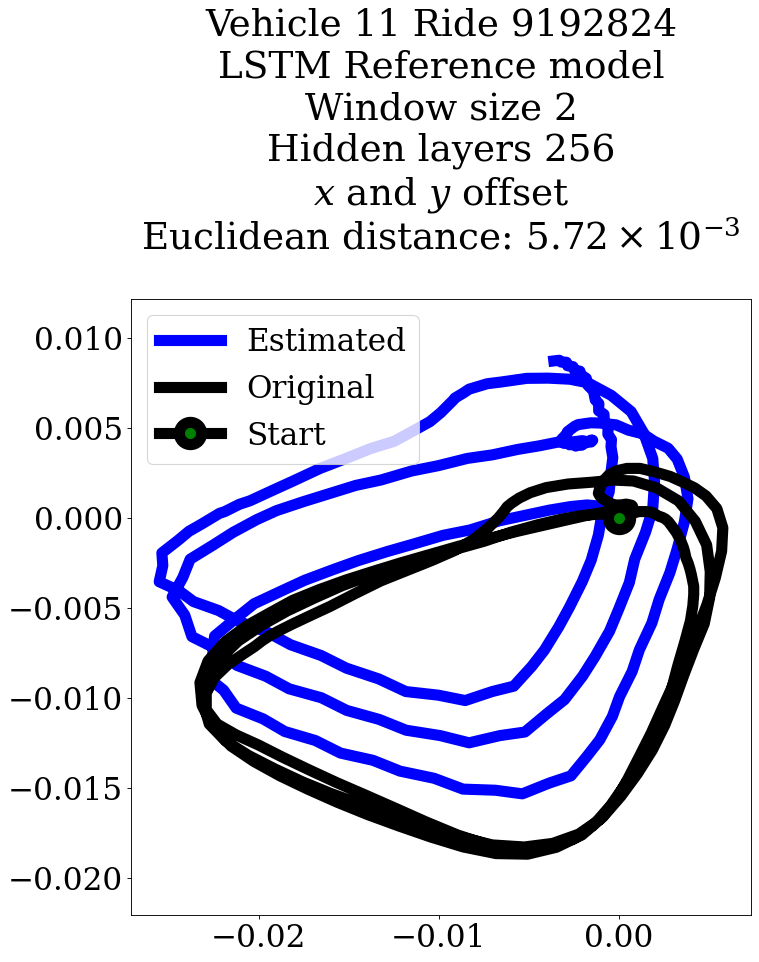 Vehicle 11 Ride 9192824
LSTM Reference model
Window size 2
Hidden layers 256
x and y offset
Euclidean distance: 5.72 × 10⁻³
Estimated
Original
Start
0.010
0.005
0.000
−0.005
−0.010
−0.015
−0.020
−0.02 −0.01 0.00